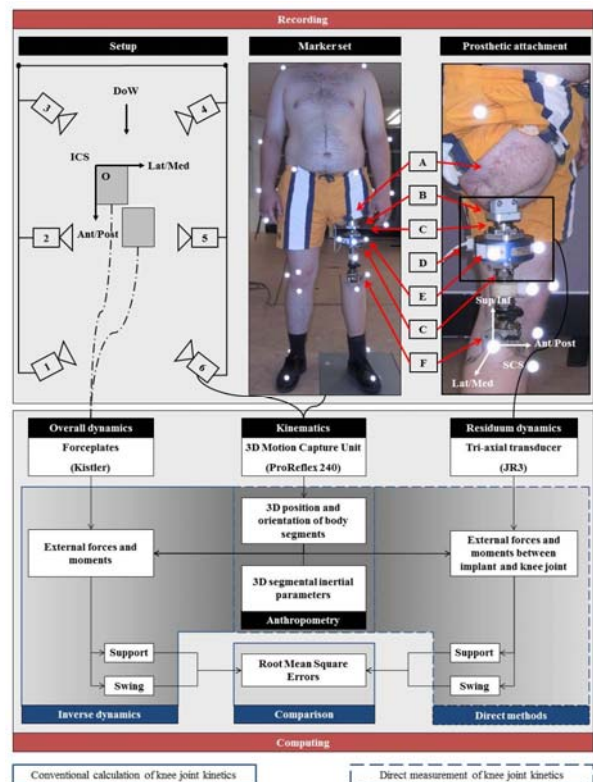 Recording
Setup
Marker set
Prosthetic attachment
DoW
3
4
ICS
O
Lat/Med
Ant/Post
2
5
1
6
A
B
C
D
E
C
F
Sup/Inf
Ant/Post
SCS
Lat/Med
Overall dynamics
Forceplates
(Kistler)
Kinematics
3D Motion Capture Unit
(ProReflex 240)
Residuum dynamics
Tri-axial transducer
(JR3)
3D position and
orientation of body
segments
External forces and
moments
External forces and
moments between
implant and knee joint
3D segmental inertial
parameters
Anthropometry
Support
Swing
Root Mean Square
Errors
Support
Swing
Inverse dynamics
Comparison
Direct methods
Computing
Conventional calculation of knee joint kinetics
Direct measurement of knee joint kinetics